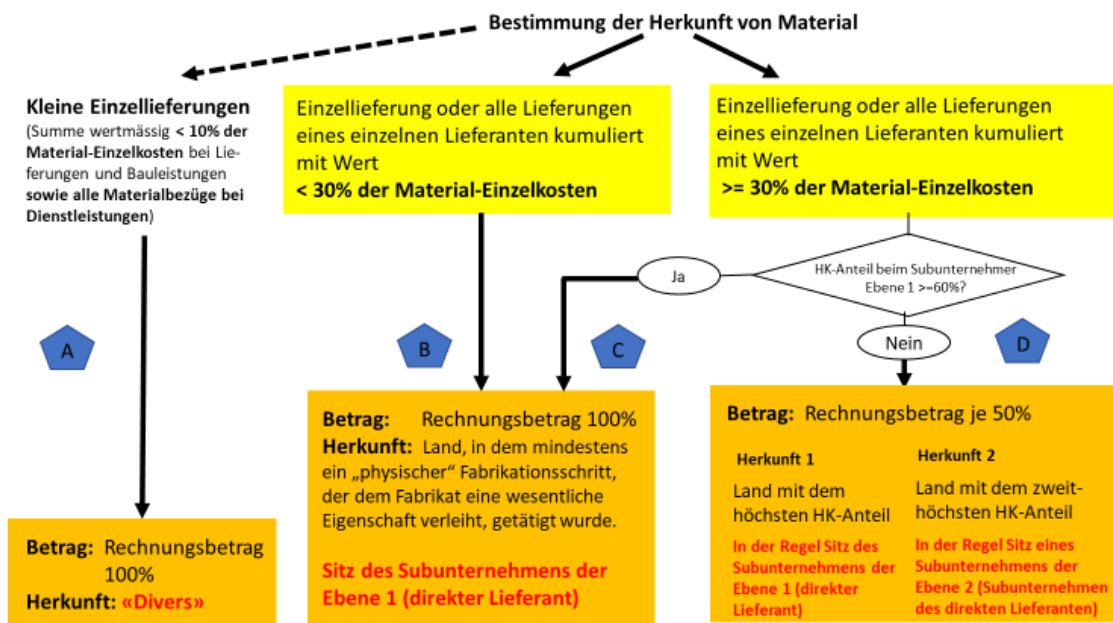 Bestimmung der Herkunft von Material
Kleine Einzellieferungen
(Summe wertmässig < 10% der
Material-Einzelkosten bei Lie-
ferungen und Bauleistungen
sowie alle Materialbezüge bei
Dienstleistungen)
Einzellieferung oder alle Lieferungen
eines einzelnen Lieferanten kumuliert
mit Wert
< 30% der Material-Einzelkosten
Einzellieferung oder alle Lieferungen
eines einzelnen Lieferanten kumuliert
mit Wert
>= 30% der Material-Einzelkosten
Ja
HK-Anteil beim Subunternehmer
Ebene 1 >=60%?
Nein
A
B
C
D
Betrag: Rechnungsbetrag
100%
Herkunft: «Divers»
Betrag: Rechnungsbetrag 100%
Herkunft: Land, in dem mindestens
ein „physischer“ Fabrikationsschritt,
der dem Fabrikat eine wesentliche
Eigenschaft verleiht, getätigt wurde.
Sitz des Subunternehmens der
Ebene 1 (direkter Lieferant)
Betrag: Rechnungsbetrag je 50%
Herkunft 1
Land mit dem
höchsten HK-Anteil
In der Regel Sitz des
Subunternehmens der
Ebene 1 (direkter
Lieferant)
Herkunft 2
Land mit dem zweit-
höchsten HK-Anteil
In der Regel Sitz eines
Subunternehmens der
Ebene 2 (Subunternehmen
des direkten Lieferanten)